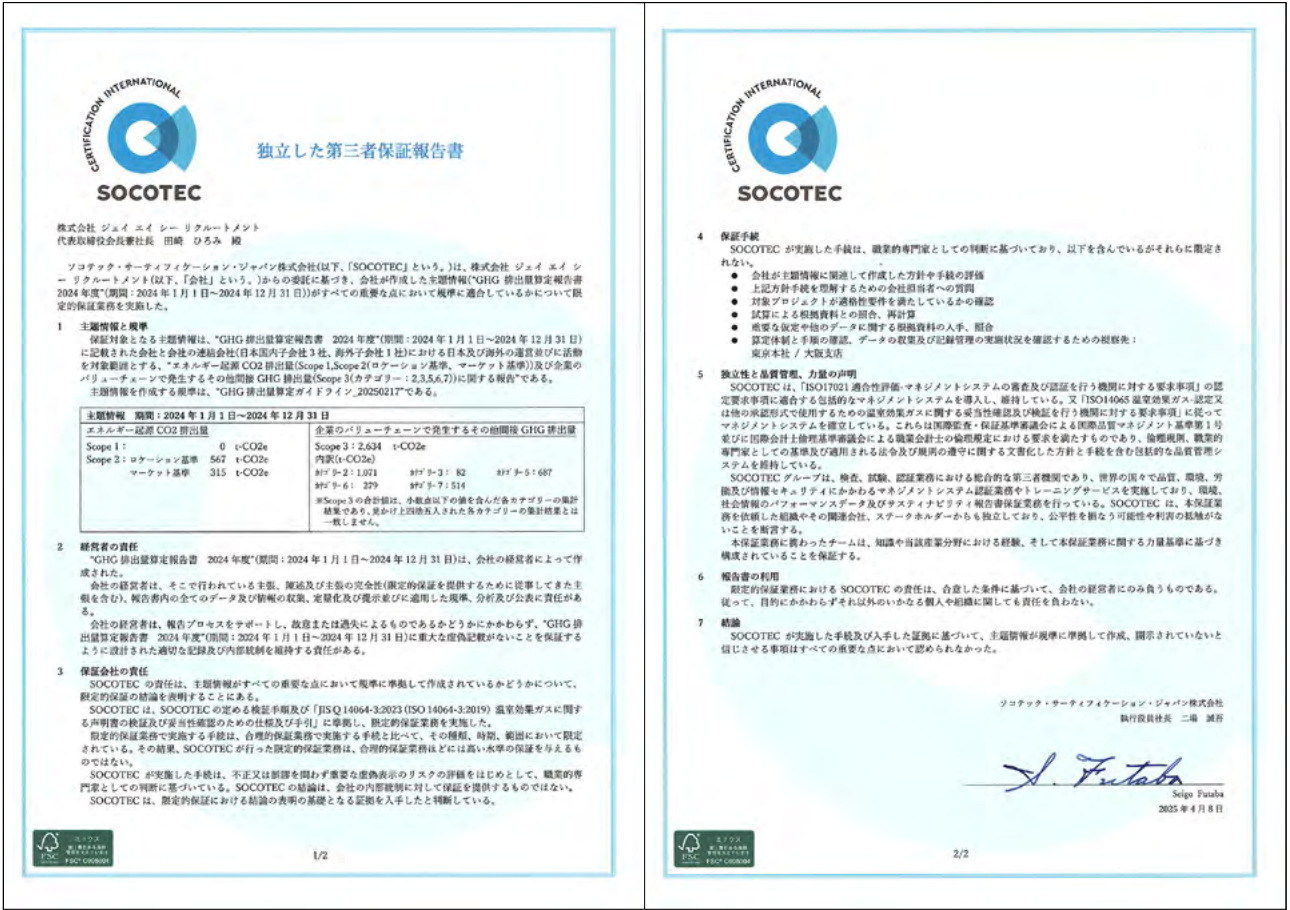 CERTIFICATION INTERNATIONAL
SOCOTEC
独立した第三者保証報告書
株式会社 ジェイ エイ シー リクルートメント
代表取締役会長兼社長 田崎 ひろみ 殿
ソコテック・サーティフィケーション・ジャパン株式会社(以下、「SOCOTEC」という。)は、株式会社 ジェイ エイ シ
ー リクルートメント(以下、「会社」という。)からの委託に基づき、会社が作成した主題情報("GHG 排出量算定報告書
2024 年度"(期間：2024 年 1 月 1 日～2024 年 12 月 31 日))がすべての重要な点において規準に適合しているかについて限
定的保証業務を実施した。
1 主題情報と規準
保証対象となる主題情報は、"GHG 排出量算定報告書 2024 年度"(期間：2024 年 1 月 1 日～2024 年 12 月 31 日)
に記載された会社と会社の連結会社(日本国内子会社 3 社、海外子会社 1 社)における日本及び海外の運営並びに活動
を対象範囲とする、"エネルギー起源 CO2 排出量(Scope 1,Scope 2(ロケーション基準、マーケット基準))及び企業の
バリューチェーンで発生するその他間接 GHG 排出量(Scope 3(カテゴリー：2,3,5,6,7))に関する報告"である。
主題情報を作成する規準は、"GHG 排出量算定ガイドライン_20250217"である。
主題情報 期間：2024 年 1 月 1 日～2024 年 12 月 31 日
エネルギー起源 CO2 排出量
Scope 1： 0 t-CO2e
Scope 2：ロケーション基準 567 t-CO2e
マーケット基準 315 t-CO2e
企業のバリューチェーンで発生するその他間接 GHG 排出量
Scope 3：2,634 t-CO2e
内訳(t-CO2e)
ｶﾃｺﾞﾘｰ2：1,071 ｶﾃｺﾞﾘｰ3： 82 ｶﾃｺﾞﾘｰ5：687
ｶﾃｺﾞﾘｰ6： 279 ｶﾃｺﾞﾘｰ7：514
※Scope 3 の合計値は、小数点以下の値を含んだ各カテゴリーの集計
結果であり、見かけ上四捨五入された各カテゴリーの集計結果とは
一致しません。
2 経営者の責任
"GHG 排出量算定報告書 2024 年度"(期間：2024 年 1 月 1 日～2024 年 12 月 31 日)は、会社の経営者によって作
成された。
会社の経営者は、そこで行われている主張、陳述及び主張の完全性(限定的保証を提供するために従事してきた主
張を含む)、報告書内の全てのデータ及び情報の収集、定量化及び提示並びに適用した規準、分析及び公表に責任があ
る。
会社の経営者は、報告プロセスをサポートし、故意または過失によるものであるかどうかにかかわらず、"GHG 排
出量算定報告書 2024 年度"(期間：2024 年 1 月 1 日～2024 年 12 月 31 日)に重大な虚偽記載がないことを保証する
ように設計された適切な記録及び内部統制を維持する責任がある。
3 保証会社の責任
SOCOTEC の責任は、主題情報がすべての重要な点において規準に準拠して作成されているかどうかについて、
限定的保証の結論を表明することにある。
SOCOTEC は、SOCOTEC の定める検証手順及び「JIS Q 14064-3:2023 (ISO 14064-3:2019) 温室効果ガスに関す
る声明書の検証及び妥当性確認のための仕様及び手引」に準拠し、限定的保証業務を実施した。
限定的保証業務で実施する手続は、合理的保証業務で実施する手続と比べて、その種類、時期、範囲において限定
されている。その結果、SOCOTEC が行った限定的保証業務は、合理的保証業務ほどには高い水準の保証を与えるも
のではない。
SOCOTEC が実施した手続は、不正又は誤謬を問わず重要な虚偽表示のリスクの評価をはじめとして、職業的専
門家としての判断に基づいている。SOCOTEC の結論は、会社の内部統制に対して保証を提供するものではない。
SOCOTEC は、限定的保証における結論の表明の基礎となる証拠を入手したと判断している。
FSC
FSC® C008004
1/2
CERTIFICATION INTERNATIONAL
SOCOTEC
4 保証手続
SOCOTEC が実施した手続は、職業的専門家としての判断に基づいており、以下を含んでいるがそれらに限定さ
れない。
● 会社が主題情報に関連して作成した方針や手続の評価
● 上記方針手続を理解するための会社担当者への質問
● 対象プロジェクトが適格性要件を満たしているかの確認
● 試算による根拠資料との照合、再計算
● 重要な仮定や他のデータに関する根拠資料の入手、照合
● 算定体制と手順の確認、データの収集及び記録管理の実施状況を確認するための視察先：
東京本社 / 大阪支店
5 独立性と品質管理、力量の声明
SOCOTEC は、「ISO17021 適合性評価-マネジメントシステムの審査及び認証を行う機関に対する要求事項」の認
定要求事項に適合する包括的なマネジメントシステムを導入し、維持している。又「ISO14065 温室効果ガス-認定又
は他の承認形式で使用するための温室効果ガスに関する妥当性確認及び検証を行う機関に対する要求事項」に従って
マネジメントシステムを確立している。これらは国際監査・保証基準審議会による国際品質マネジメント基準第 1 号
並びに国際会計士倫理基準審議会による職業会計士の倫理規定における要求を満たすものであり、倫理規則、職業的
専門家としての基準及び適用される法令及び規則の遵守に関する文書化した方針と手続を含む包括的な品質管理シ
ステムを維持している。
SOCOTEC グループは、検査、試験、認証業務における総合的な第三者機関であり、世界の国々で品質、環境、労
働及び情報セキュリティにかかわるマネジメントシステム認証業務やトレーニングサービスを実施しており、環境、
社会情報のパフォーマンスデータ及びサスティナビリティ報告書保証業務を行っている。SOCOTEC は、本保証業
務を依頼した組織やその関連会社、ステークホルダーからも独立しており、公平性を損なう可能性や利害の抵触がな
いことを断言する。
本保証業務に携わったチームは、知識や当該産業分野における経験、そして本保証業務に関する力量基準に基づき
構成されていることを保証する。
6 報告書の利用
限定的保証業務における SOCOTEC の責任は、合意した条件に基づいて、会社の経営者にのみ負うものである。
従って、目的にかかわらずそれ以外のいかなる個人や組織に関しても責任を負わない。
7 結論
SOCOTEC が実施した手続及び入手した証拠に基づいて、主題情報が規準に準拠して作成、開示されていないと
信じさせる事項はすべての重要な点において認められなかった。
ソコテック・サーティフィケーション・ジャパン株式会社
執行役員社長 二場 誠吾
S. Futaba
Seigo Futaba
2025 年 4 月 8 日
FSC
FSC® C008004
2/2